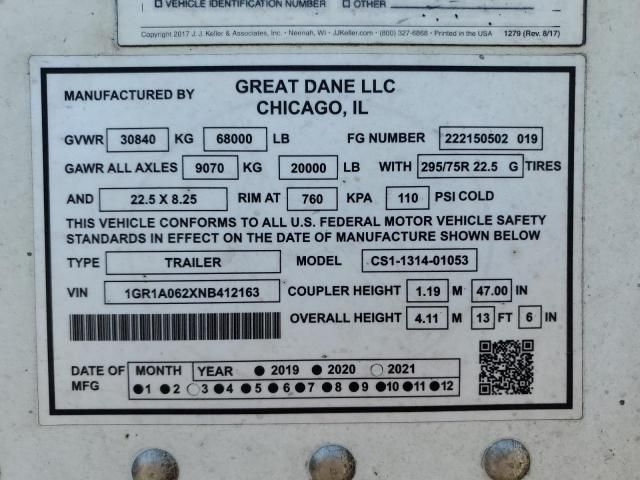 VEHICLE IDENTIFICATION NUMBER OTHER
Copyright 2017 J. J. Keller & Associates, Inc. • Neenah, WI • JJKeller.com • (800) 327-6868 • Printed in the USA 1279 (Rev. 8/17)
MANUFACTURED BY GREAT DANE LLC
CHICAGO, IL
GVWR 30840 KG 68000 LB FG NUMBER 222150502 019
GAWR ALL AXLES 9070 KG 20000 LB WITH 295/75R 22.5 G TIRES
AND 22.5 X 8.25 RIM AT 760 KPA 110 PSI COLD
THIS VEHICLE CONFORMS TO ALL U.S. FEDERAL MOTOR VEHICLE SAFETY
STANDARDS IN EFFECT ON THE DATE OF MANUFACTURE SHOWN BELOW
TYPE TRAILER MODEL CS1-1314-01053
VIN 1GR1A062XNB412163 COUPLER HEIGHT 1.19 M 47.00 IN
OVERALL HEIGHT 4.11 M 13 FT 6 IN
DATE OF MFG MONTH YEAR ● 2019 ● 2020 ○ 2021
●1 ●2 ○3 ●4 ●5 ●6 ●7 ●8 ●9 ●10 ●11 ●12